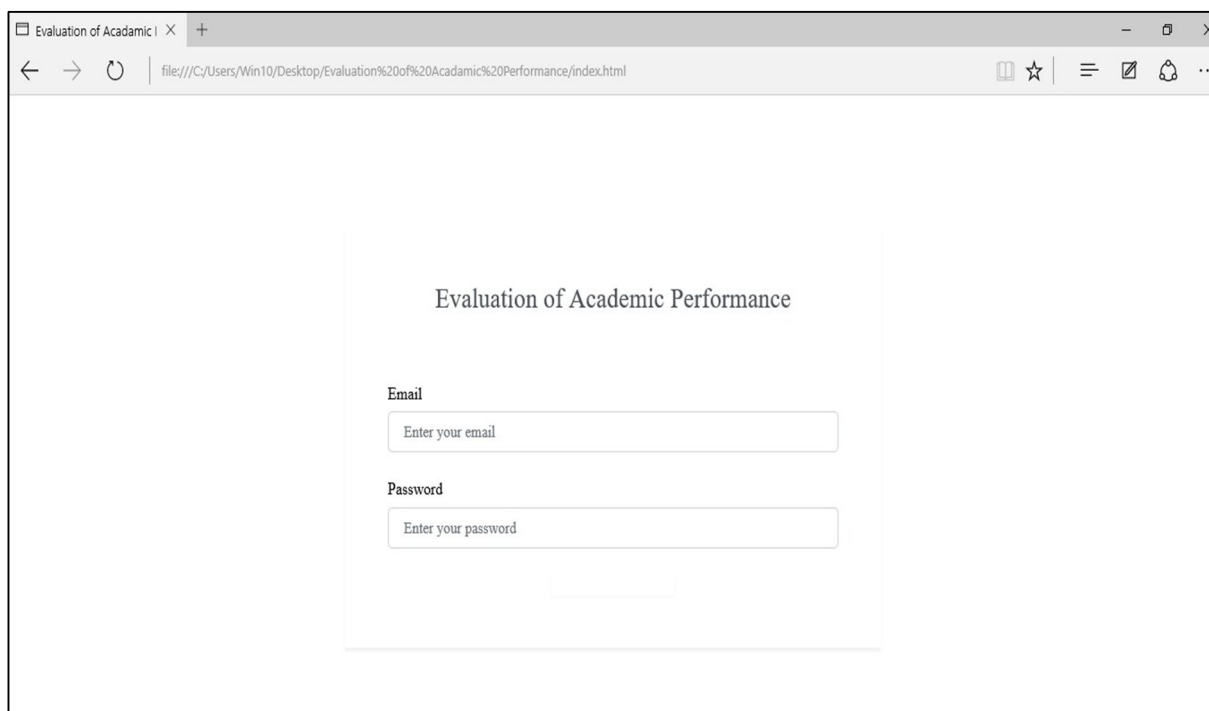 Evaluation of Acadamic
file:///C:/Users/Win10/Desktop/Evaluation%20of%20Acadamic%20Performance/index.html
Evaluation of Academic Performance
Email
Enter your email
Password
Enter your password